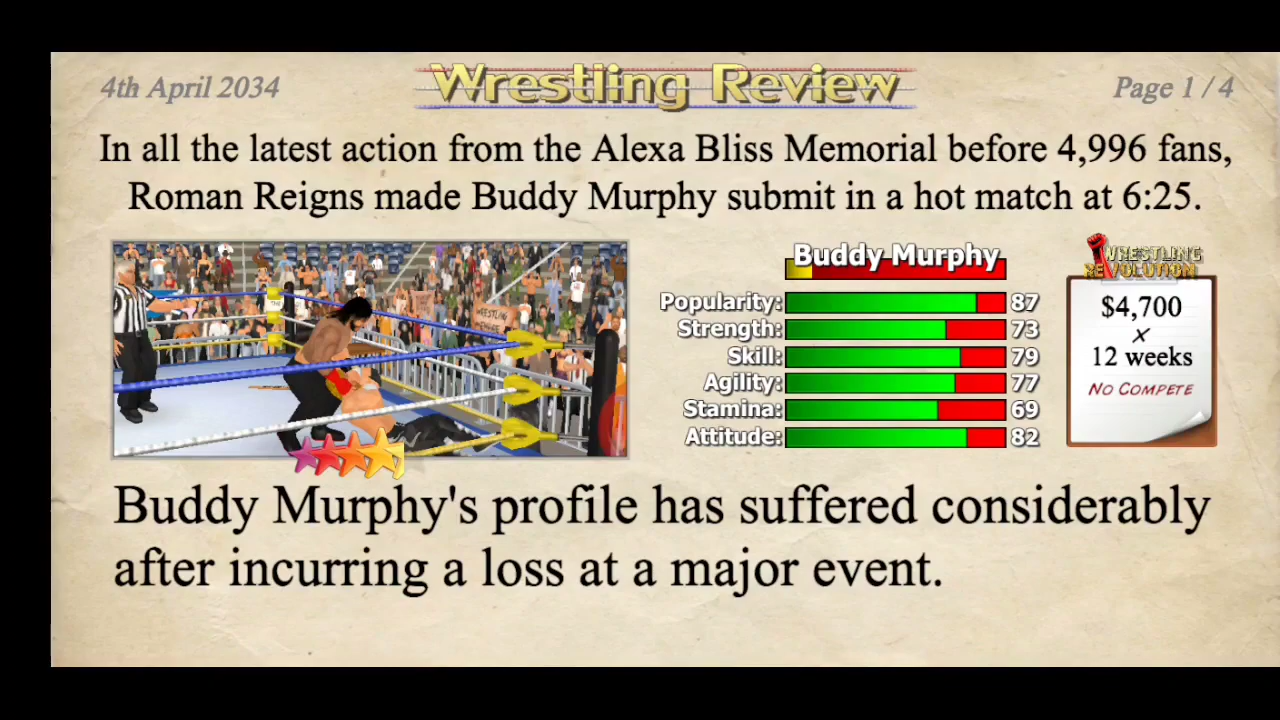 4th April 2034
Wrestling Review
Page 1 / 4
In all the latest action from the Alexa Bliss Memorial before 4,996 fans,
Roman Reigns made Buddy Murphy submit in a hot match at 6:25.
Buddy Murphy
Popularity: 87
Strength: 73
Skill: 79
Agility: 77
Stamina: 69
Attitude: 82
WRESTLING
REVOLUTION
$4,700
x
12 weeks
NO COMPETE
Buddy Murphy's profile has suffered considerably
after incurring a loss at a major event.